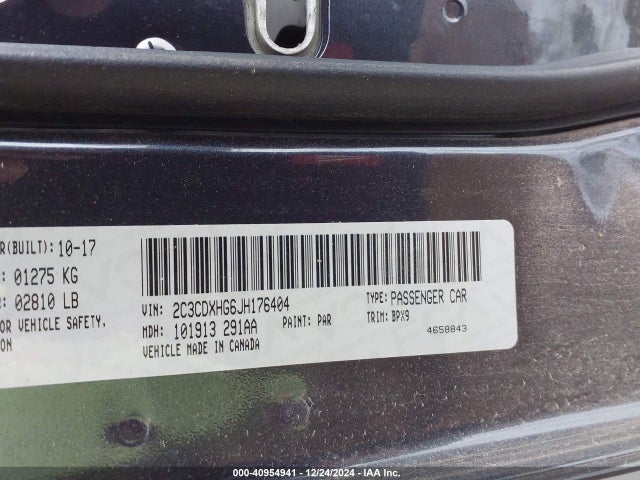 R(BUILT): 10-17
: 01275 KG
: 02810 LB
OR VEHICLE SAFETY,
ON
VIN: 2C3CDXHG6JH176404 TYPE: PASSENGER CAR
MDH: 101913 291AA PAINT: PAR TRIM: BPX9
VEHICLE MADE IN CANADA 4658843
000-40954941 • 12/24/2024 • IAA Inc.